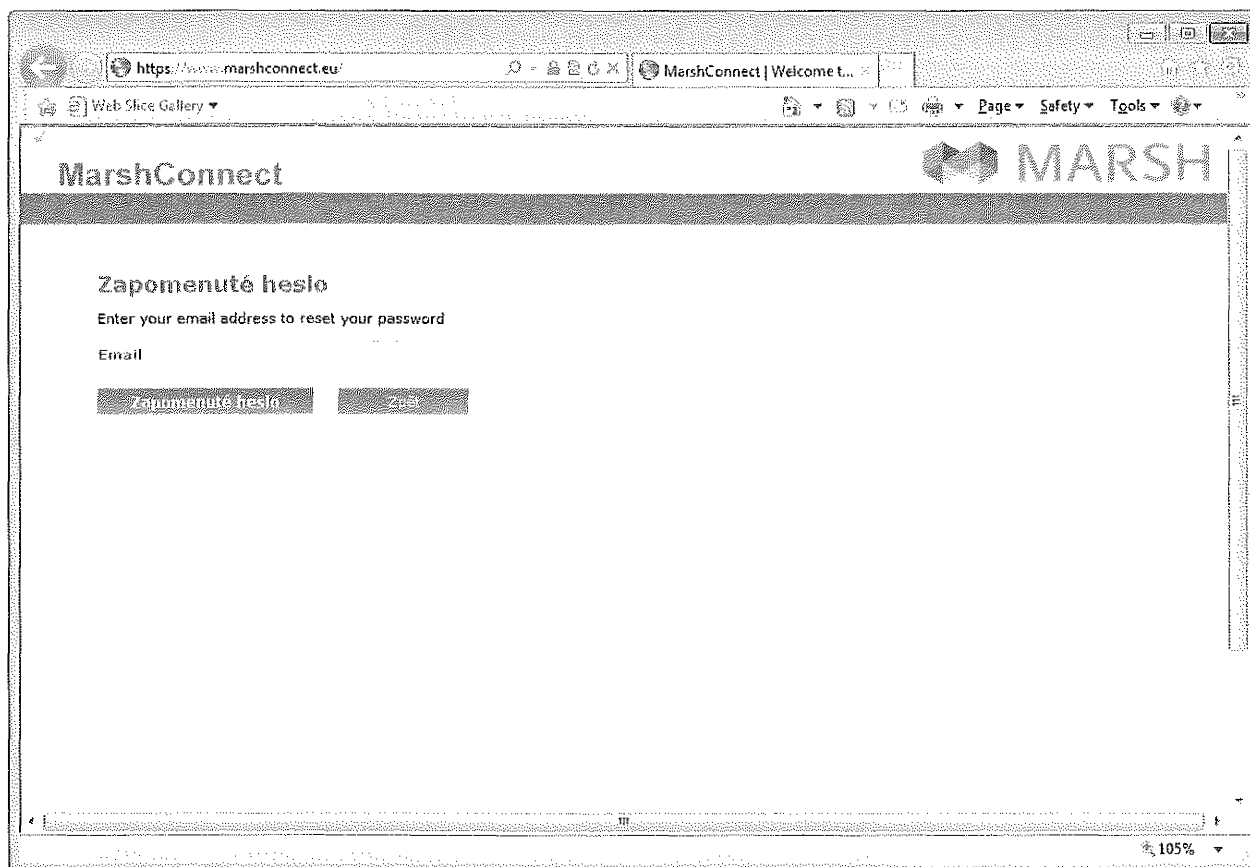 https://www.marshconnect.eu/
MarshConnect | Welcome t...
Web Slice Gallery
Page Safety Tools
MarshConnect
MARSH
Zapomenuté heslo
Enter your email address to reset your password
Email
Zapomenuté heslo Zpět
105%